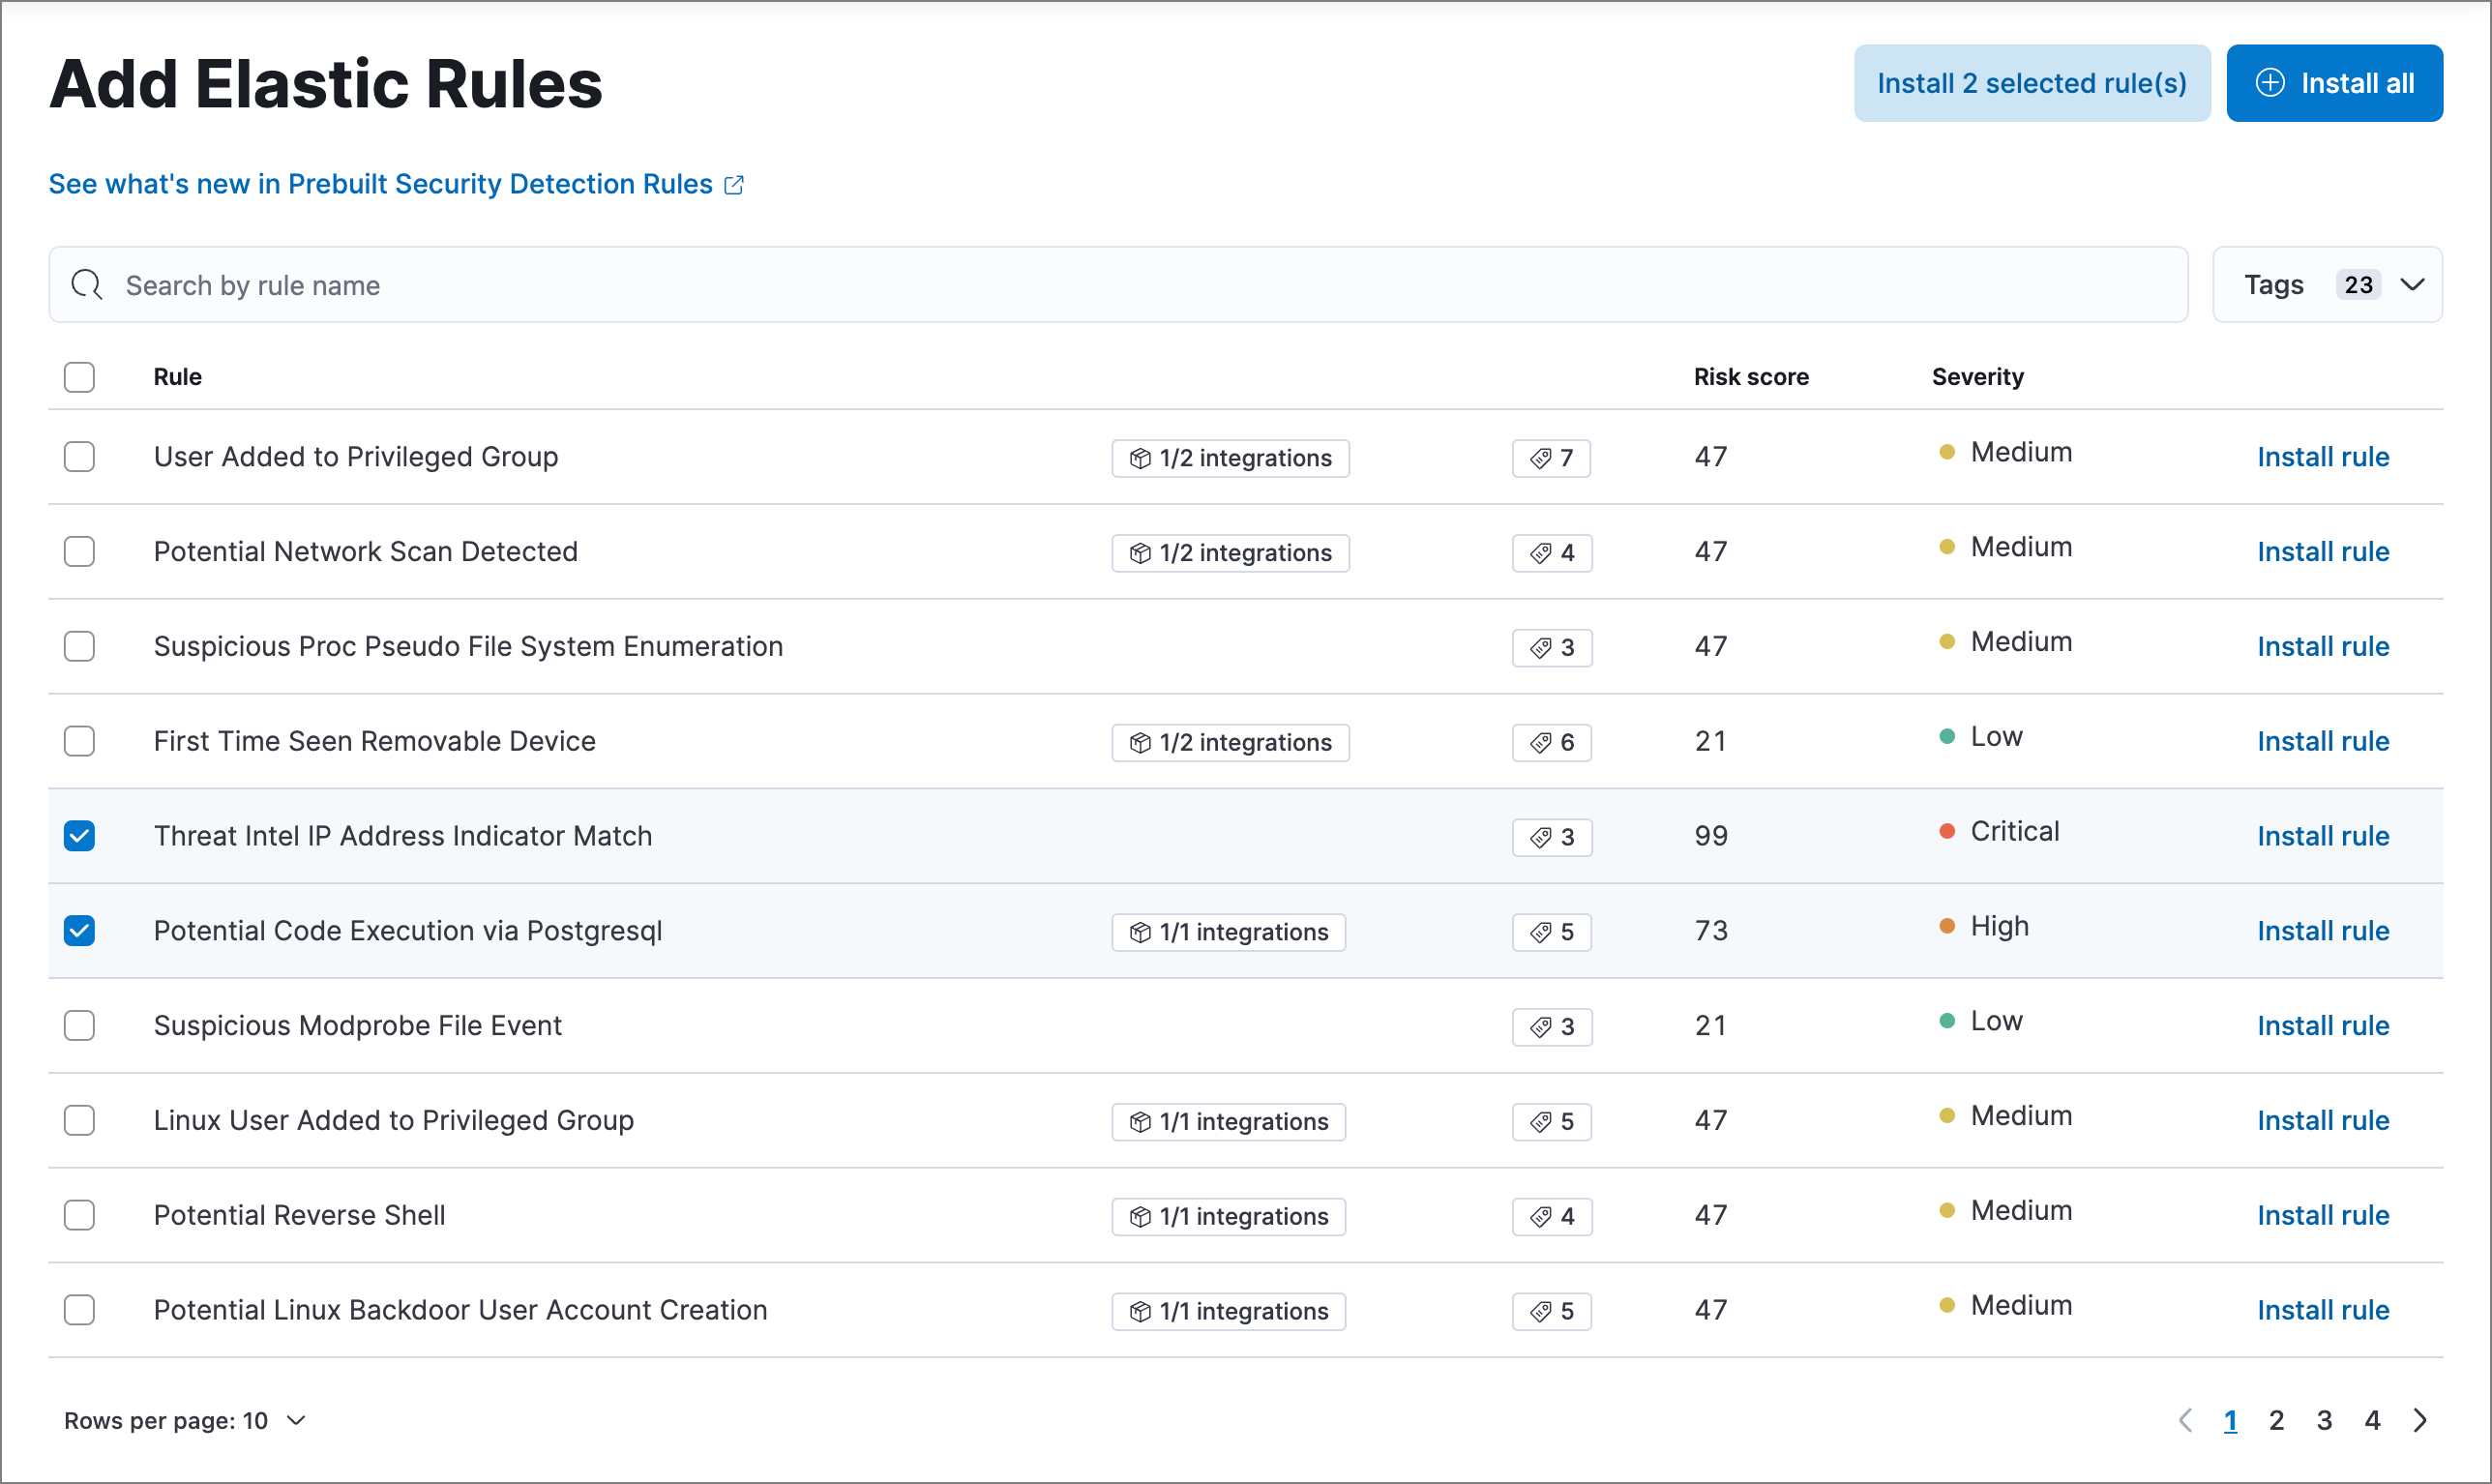 Add Elastic Rules
Install 2 selected rule(s)
Install all
See what's new in Prebuilt Security Detection Rules
Search by rule name
Tags 23
Rule Risk score Severity
User Added to Privileged Group 1/2 integrations 7 47 Medium Install rule
Potential Network Scan Detected 1/2 integrations 4 47 Medium Install rule
Suspicious Proc Pseudo File System Enumeration 3 47 Medium Install rule
First Time Seen Removable Device 1/2 integrations 6 21 Low Install rule
Threat Intel IP Address Indicator Match 3 99 Critical Install rule
Potential Code Execution via Postgresql 1/1 integrations 5 73 High Install rule
Suspicious Modprobe File Event 3 21 Low Install rule
Linux User Added to Privileged Group 1/1 integrations 5 47 Medium Install rule
Potential Reverse Shell 1/1 integrations 4 47 Medium Install rule
Potential Linux Backdoor User Account Creation 1/1 integrations 5 47 Medium Install rule
Rows per page: 10 1 2 3 4